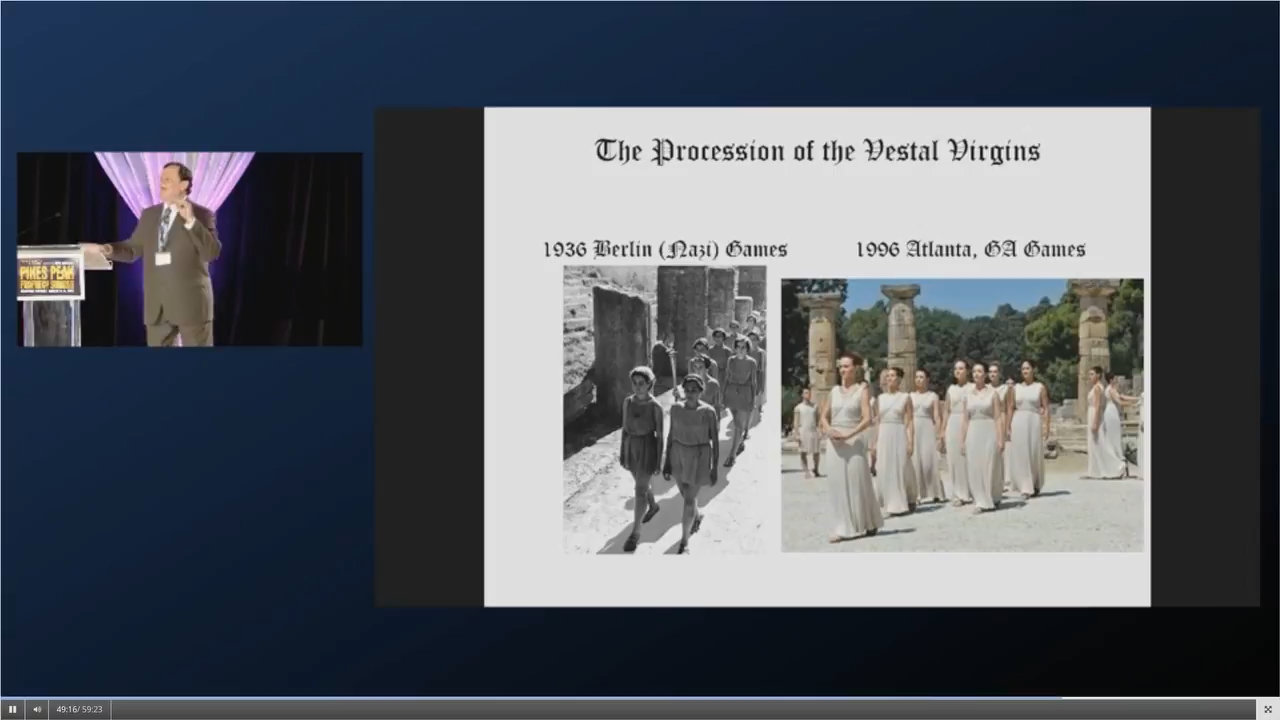 The Procession of the Vestal Virgins
1936 Berlin (Nazi) Games
1996 Atlanta, GA Games
PIKES PEAK
49:16/ 59:23